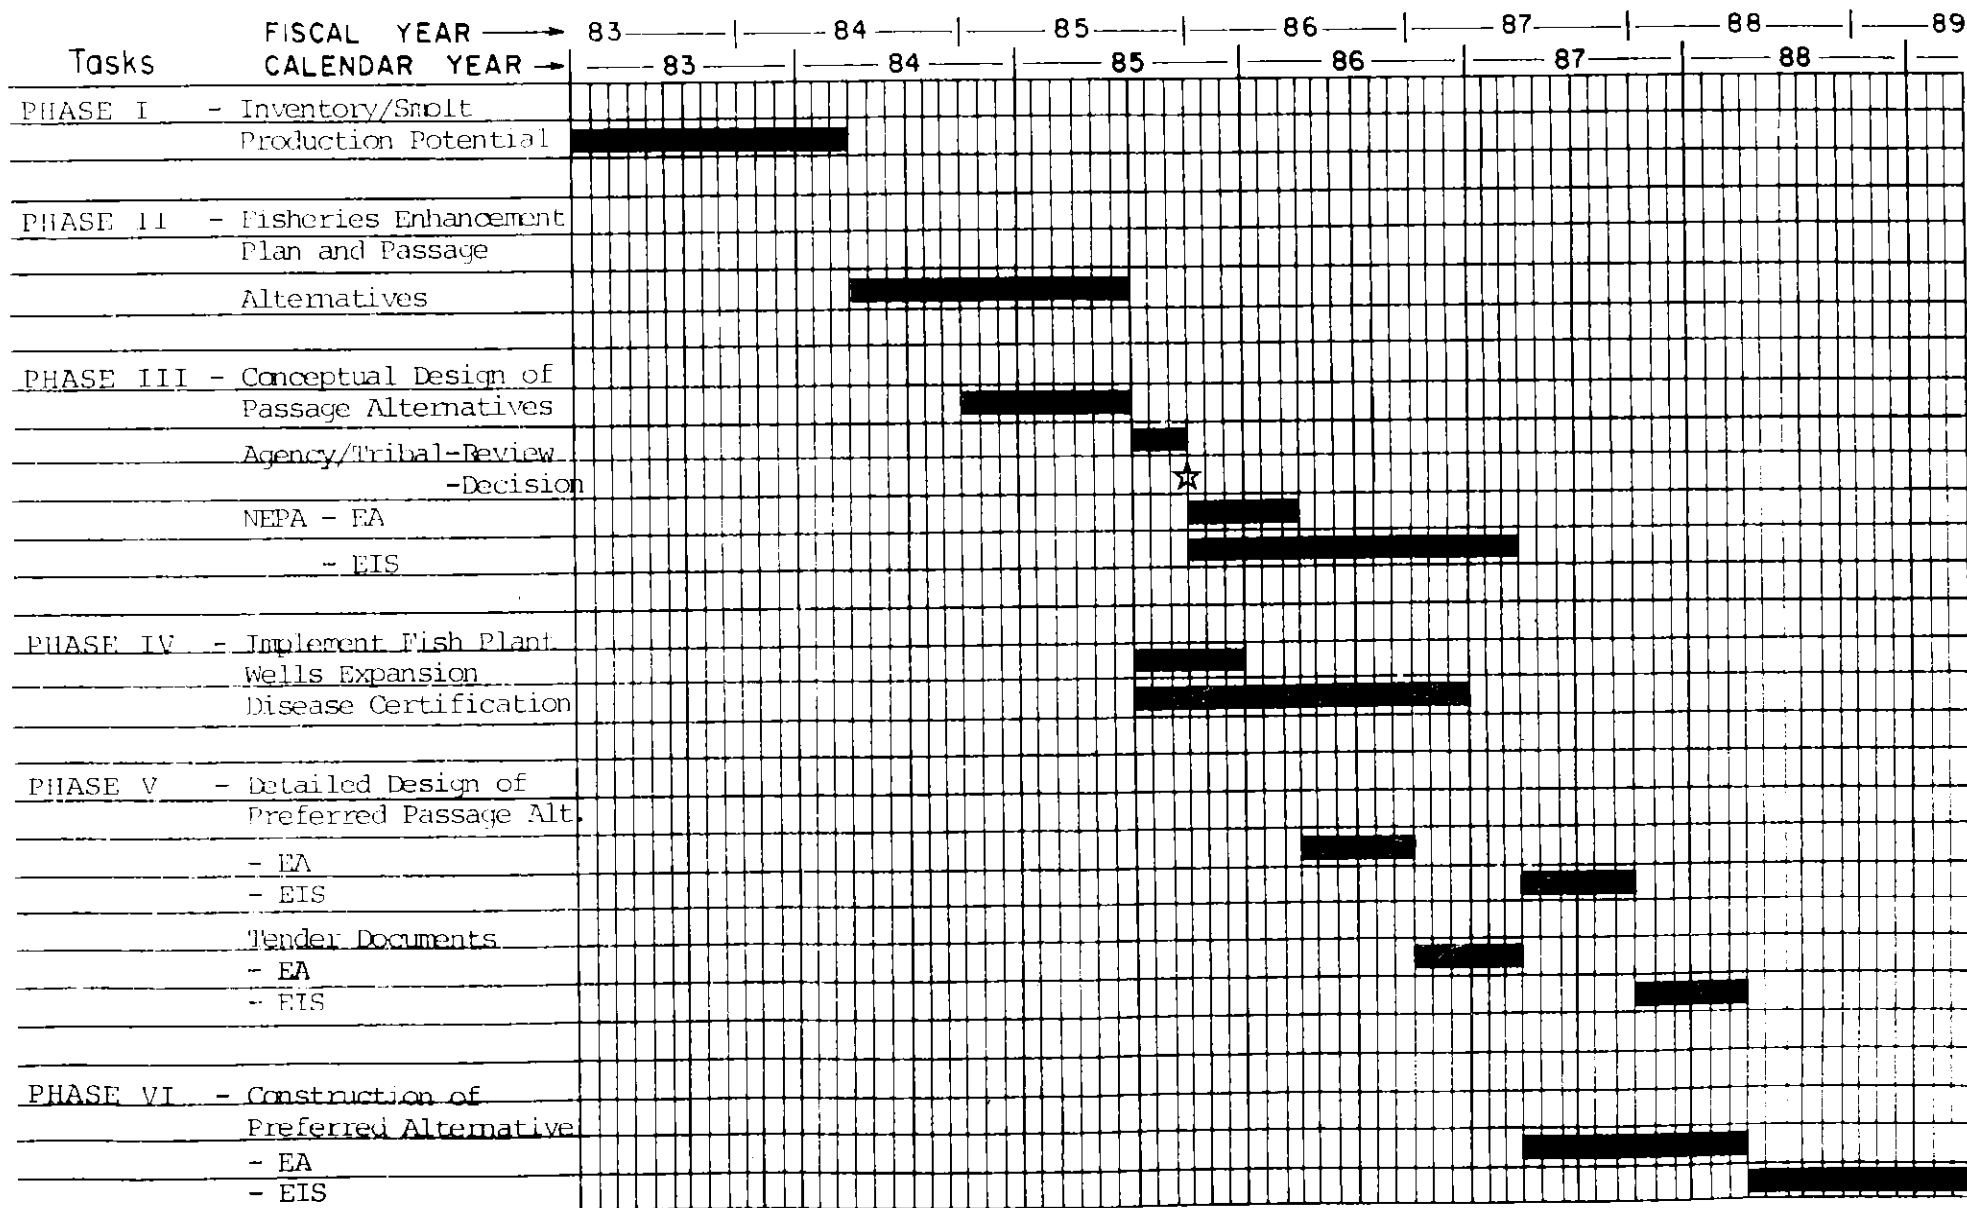 FISCAL YEAR → 83 84 85 86 87 88 89
Tasks CALENDAR YEAR → 83 84 85 86 87 88
PHASE I - Inventory/Smolt
Production Potential
PHASE II - Fisheries Enhancement
Plan and Passage
Alternatives
PHASE III - Conceptual Design of
Passage Alternatives
Agency/Tribal-Review
-Decision
NEPA - EA
- EIS
PHASE IV - Implement Fish Plant
Wells Expansion
Disease Certification
PHASE V - Detailed Design of
Preferred Passage Alt.
- EA
- EIS
Tender Documents
- EA
- EIS
PHASE VI - Construction of
Preferred Alternative
- EA
- EIS